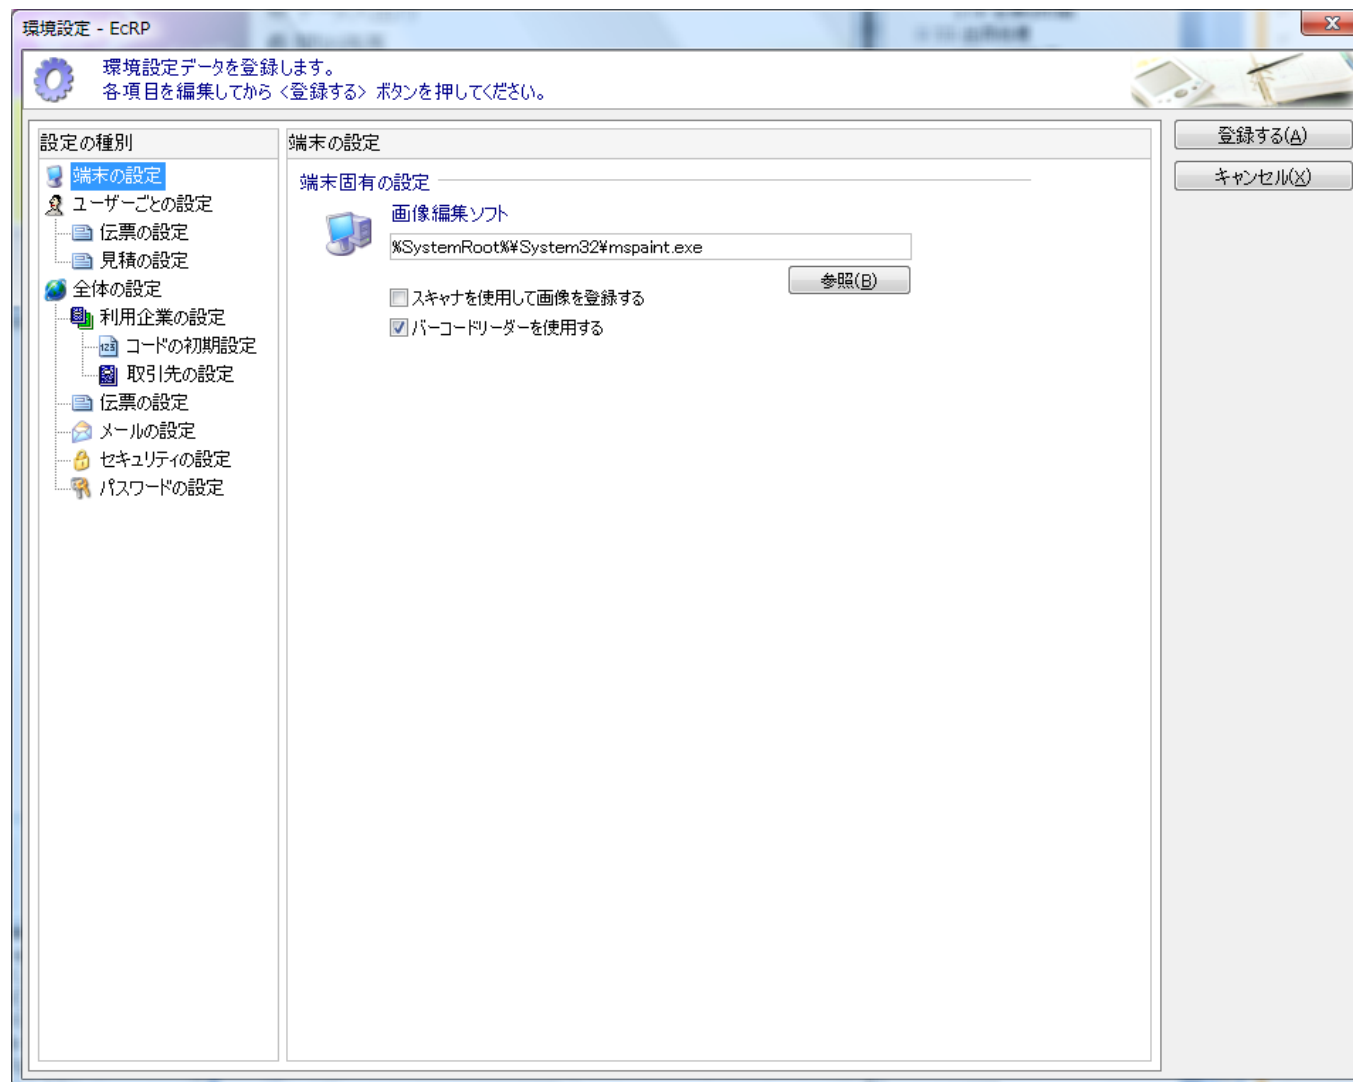 環境設定 - EcRP
環境設定データを登録します。
各項目を編集してから <登録する> ボタンを押してください。
設定の種別
端末の設定
ユーザーごとの設定
伝票の設定
見積の設定
全体の設定
利用企業の設定
コードの初期設定
取引先の設定
伝票の設定
メールの設定
セキュリティの設定
パスワードの設定
端末の設定
端末固有の設定
画像編集ソフト
%SystemRoot%¥System32¥mspaint.exe
参照(B)
スキャナを使用して画像を登録する
バーコードリーダーを使用する
登録する(A)
キャンセル(X)